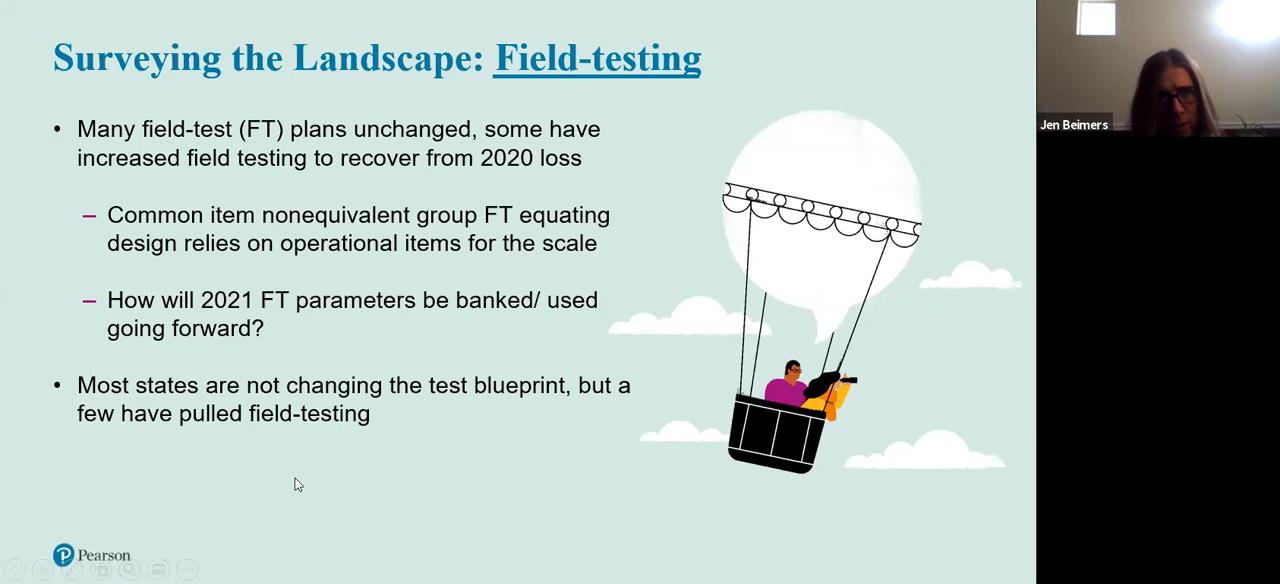 Surveying the Landscape: Field-testing
• Many field-test (FT) plans unchanged, some have
increased field testing to recover from 2020 loss
– Common item nonequivalent group FT equating
design relies on operational items for the scale
– How will 2021 FT parameters be banked/ used
going forward?
• Most states are not changing the test blueprint, but a
few have pulled field-testing
Pearson
Jen Beimers